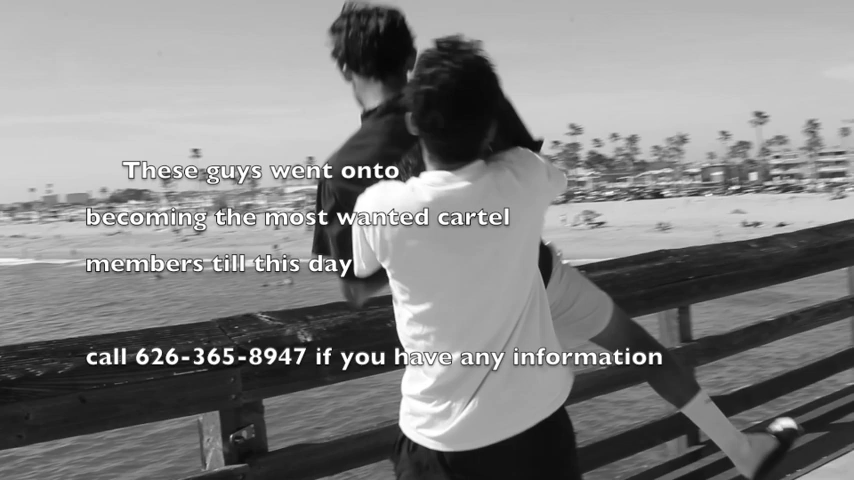 These guys went onto
becoming the most wanted cartel
members till this day
call 626-365-8947 if you have any information